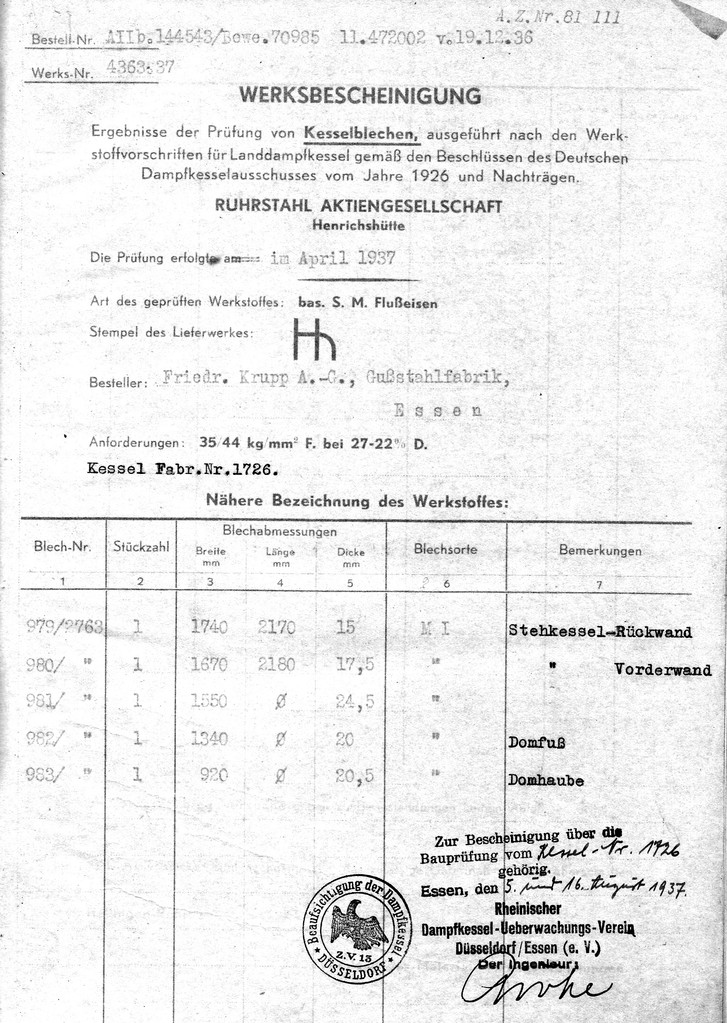 A.Z.Nr.81 111
Bestell-Nr. AIIb.144543/Bewe.70985 11.472002 v.19.12.36
Werks-Nr. 4363:37
WERKSBESCHEINIGUNG
Ergebnisse der Prüfung von Kesselblechen, ausgeführt nach den Werk-
stoffvorschriften für Landdampfkessel gemäß den Beschlüssen des Deutschen
Dampfkesselausschusses vom Jahre 1926 und Nachträgen.
RUHRSTAHL AKTIENGESELLSCHAFT
Henrichshütte
Die Prüfung erfolgte am im April 1937
Art des geprüften Werkstoffes: bas. S. M. Flußeisen
Stempel des Lieferwerkes: Hh
Besteller: Friedr. Krupp A.-G., Gußstahlfabrik,
Essen
Anforderungen: 35/44 kg/mm² F. bei 27-22% D.
Kessel Fabr.Nr.1726.
Nähere Bezeichnung des Werkstoffes:
Blech-Nr. Stückzahl Blechabmessungen Blechsorte Bemerkungen
Breite mm Länge mm Dicke mm
1 2 3 4 5 6 7
979/2763 1 1740 2170 15 M I Stehkessel-Rückwand
980/ " 1 1670 2180 17,5 " " Vorderwand
981/ " 1 1550 Ø 24,5 "
982/ " 1 1340 Ø 20 " Domfuß
983/ " 1 920 Ø 20,5 " Domhaube
Zur Bescheinigung über die
Bauprüfung vom Kessel-Nr. 1726
gehörig.
Essen, den 5. und 16. August 1937.
Rheinischer
Dampfkessel-Ueberwachungs-Verein
Düsseldorf/Essen (e. V.)
Der Ingenieur:
Beaufsichtigung der Dampfkessel
Z.V. 13
DÜSSELDORF